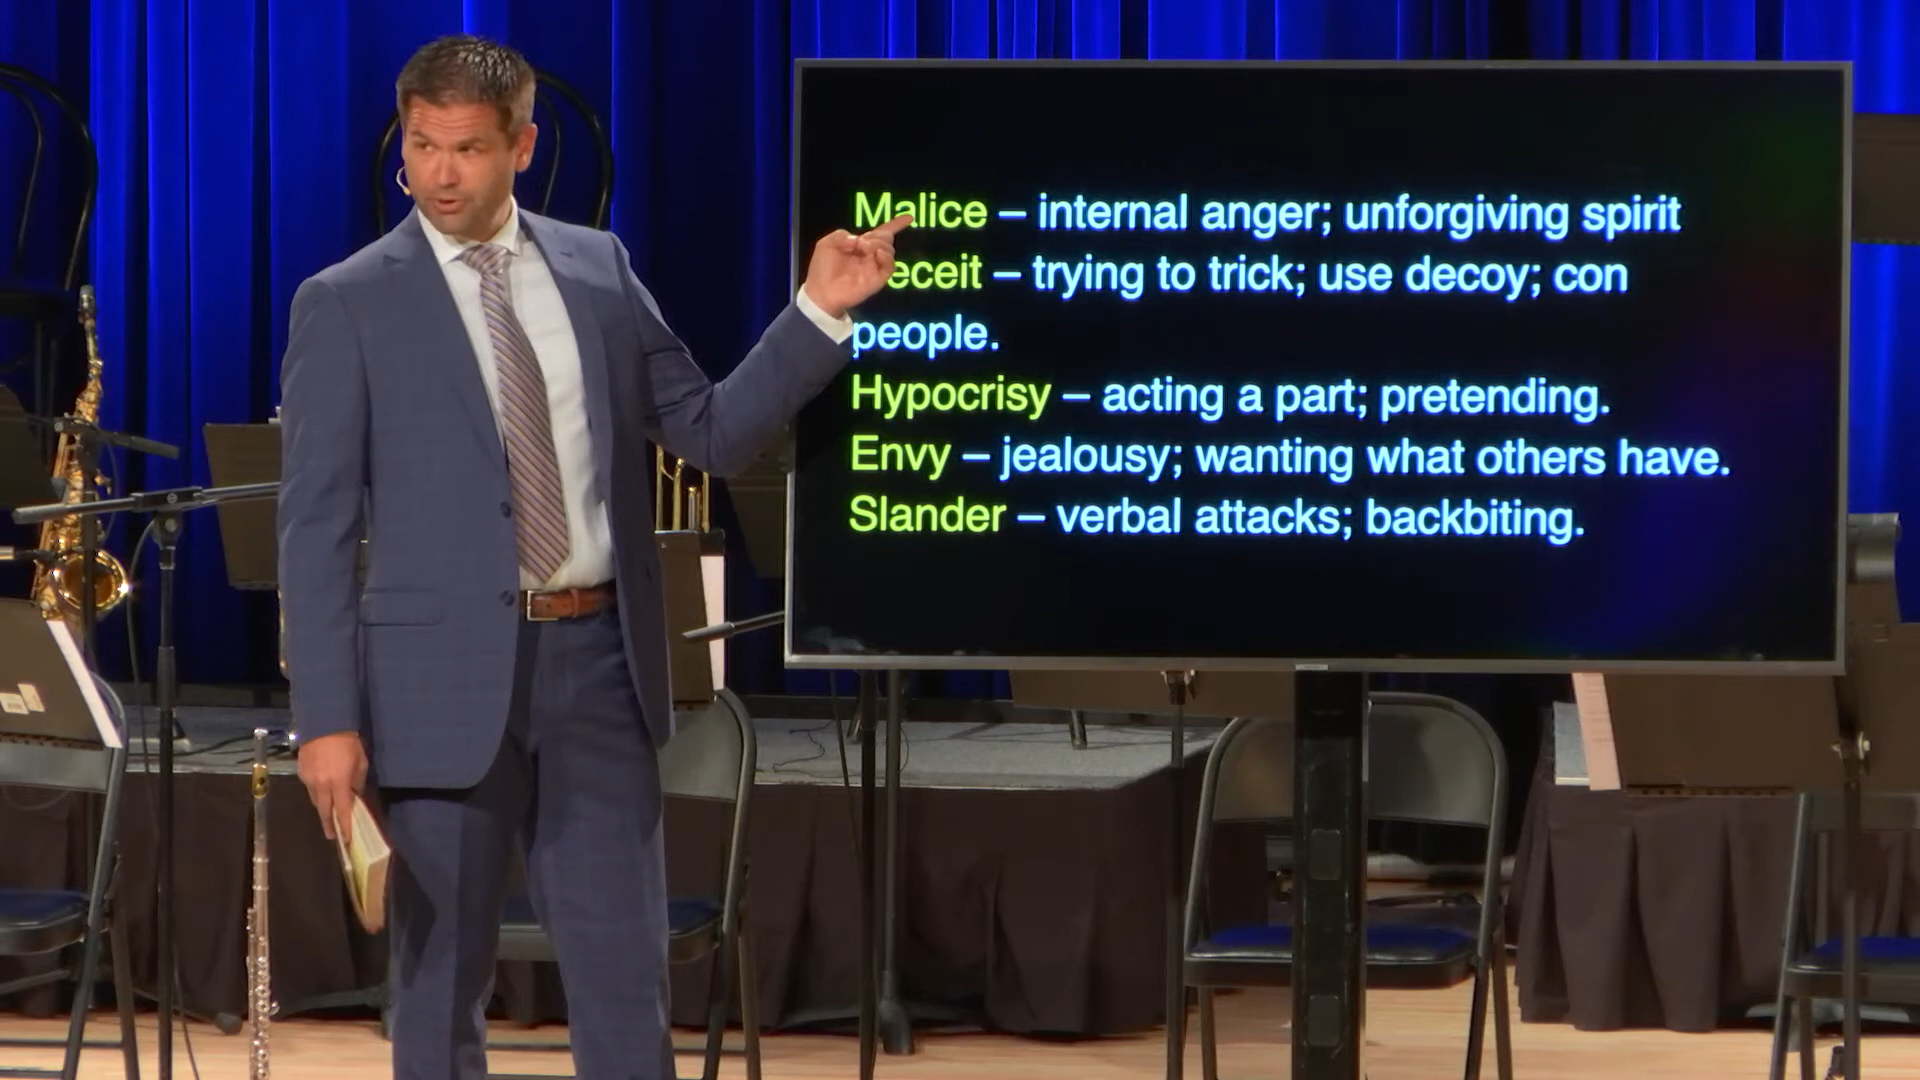 Malice – internal anger; unforgiving spirit
eceit – trying to trick; use decoy; con
people.
Hypocrisy – acting a part; pretending.
Envy – jealousy; wanting what others have.
Slander – verbal attacks; backbiting.